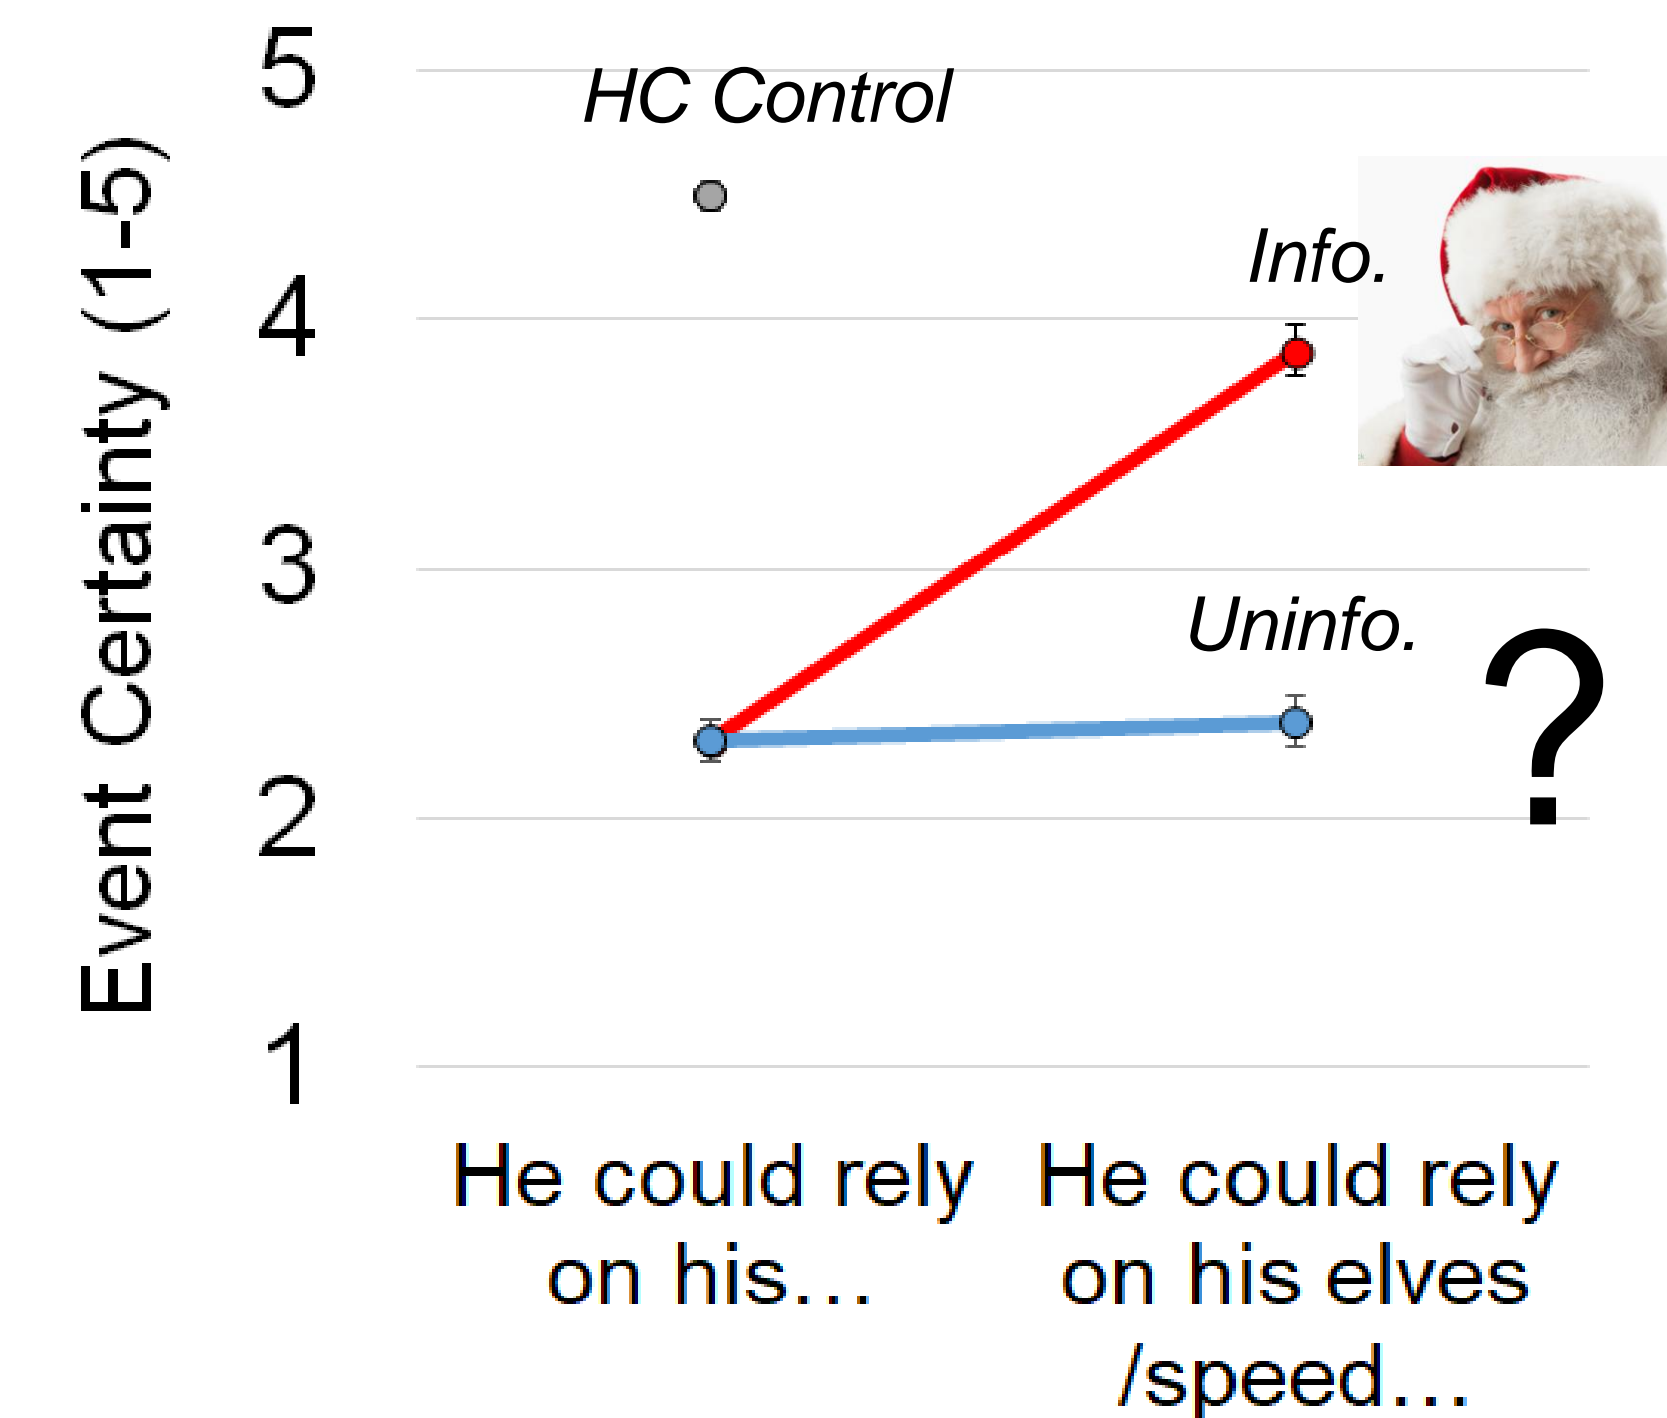 Event Certainty (1-5)
5
4
3
2
1
HC Control
Info.
Uninfo.
?
He could rely
on his...
He could rely
on his elves
/speed...